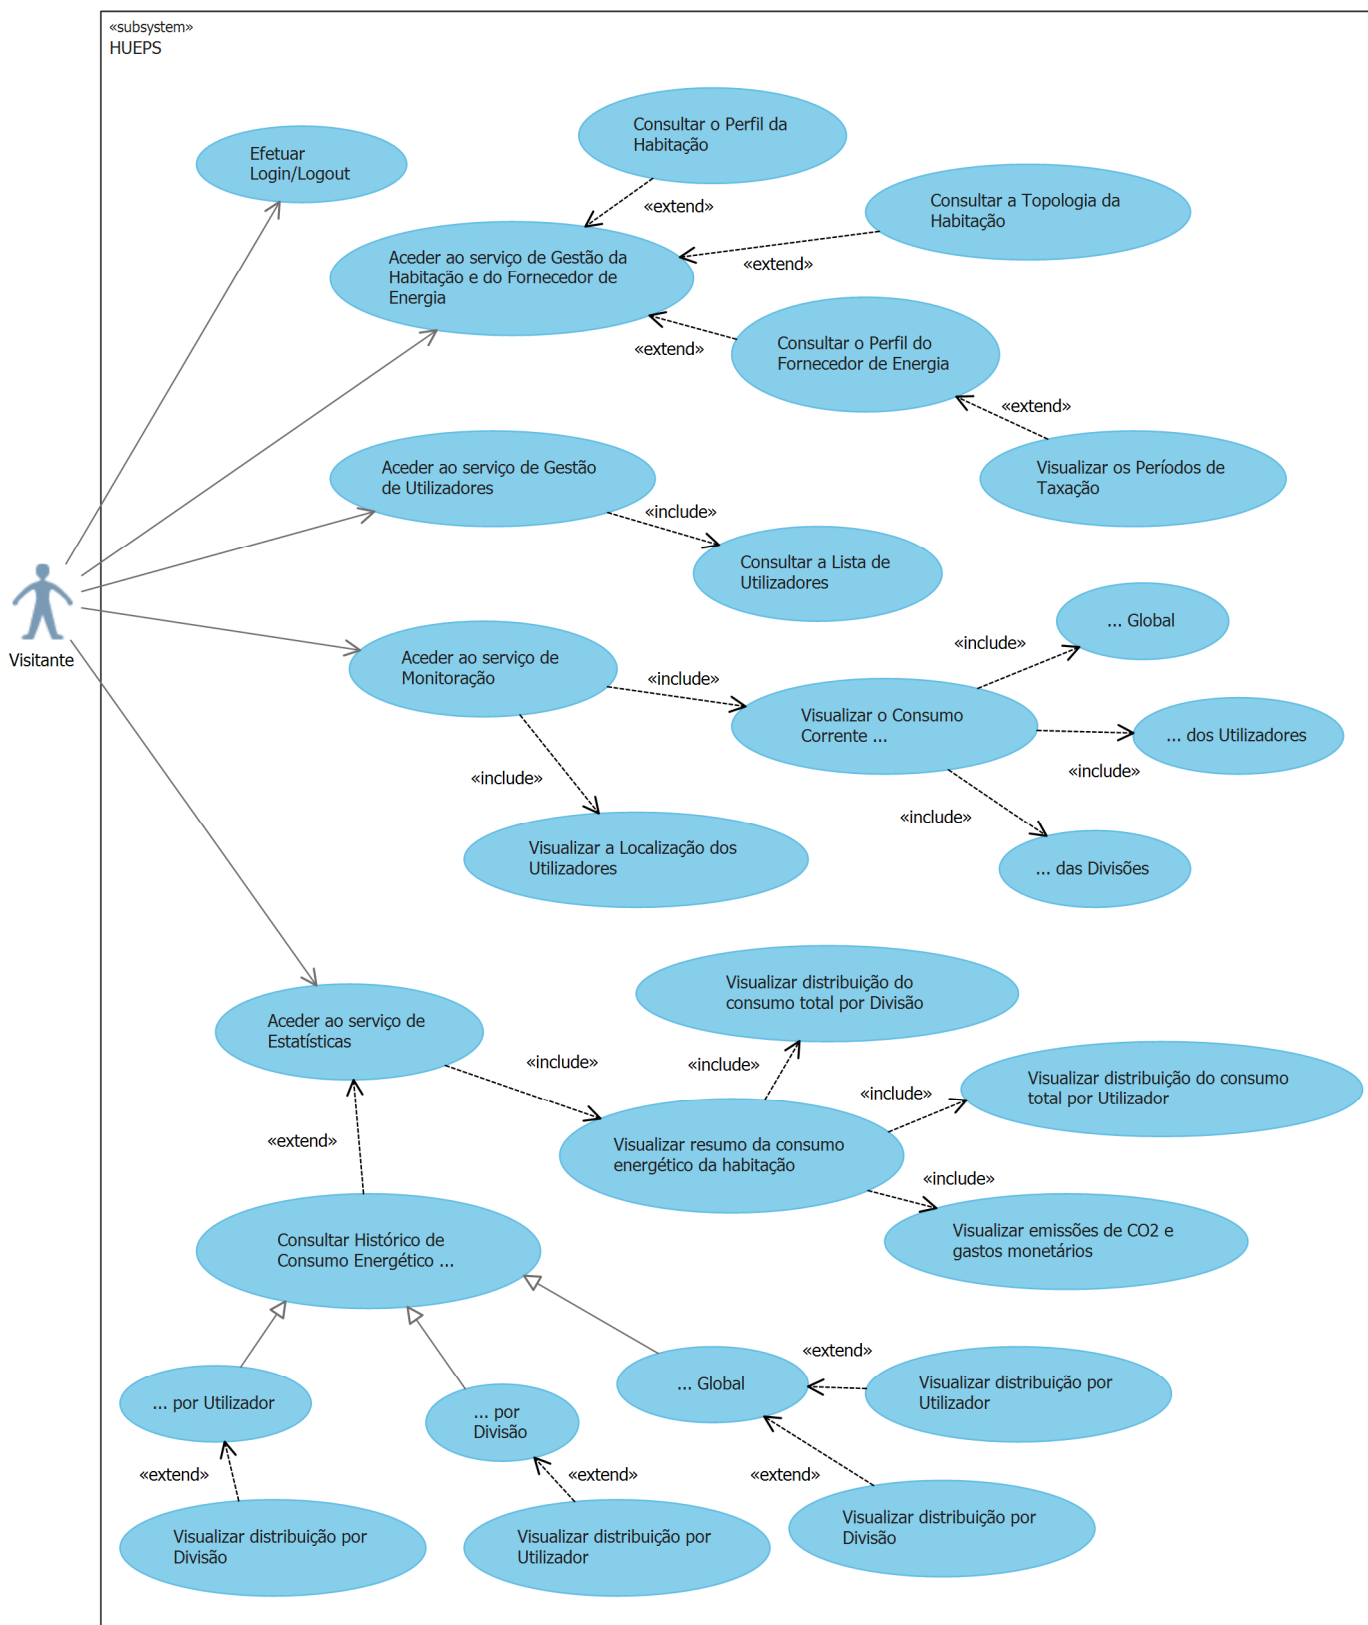 «subsystem»
HUEPS
Consultar o Perfil da
Habitação
Efetuar
Login/Logout
«extend»
Consultar a Topologia da
Habitação
Aceder ao serviço de Gestão da
Habitação e do Fornecedor de
Energia
«extend»
Consultar o Perfil do
Fornecedor de Energia
«extend»
«extend»
Aceder ao serviço de Gestão
de Utilizadores
Visualizar os Períodos de
Taxação
«include»
Consultar a Lista de
Utilizadores
Visitante
... Global
«include»
Aceder ao serviço de
Monitoração
«include»
Visualizar o Consumo
Corrente ...
... dos Utilizadores
«include»
«include»
«include»
Visualizar a Localização dos
Utilizadores
... das Divisões
Visualizar distribuição do
consumo total por Divisão
Aceder ao serviço de
Estatísticas
«include»
«include»
Visualizar distribuição do consumo
total por Utilizador
«include»
«extend»
Visualizar resumo da consumo
energético da habitação
«include»
Consultar Histórico de
Consumo Energético ...
Visualizar emissões de CO2 e
gastos monetários
«extend»
... Global
Visualizar distribuição por
Utilizador
... por Utilizador
... por
Divisão
«extend»
«extend»
«extend»
Visualizar distribuição por
Divisão
Visualizar distribuição por
Utilizador
Visualizar distribuição por
Divisão